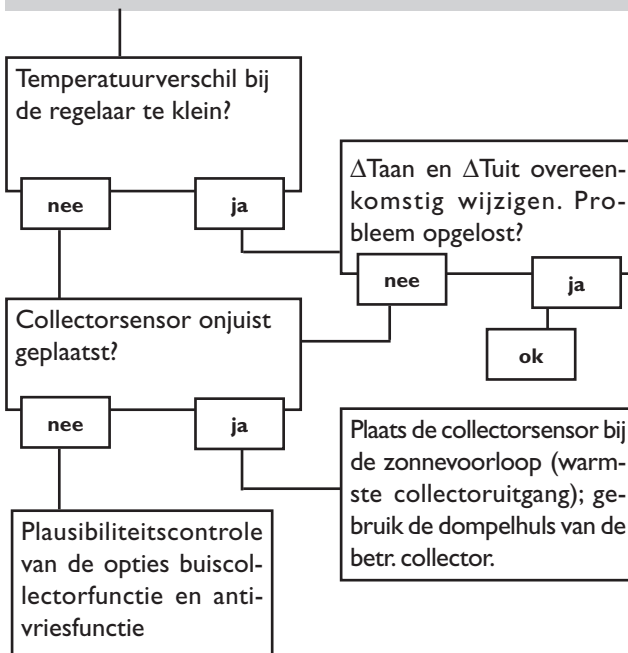 Temperatuurverschil bij
de regelaar te klein?
nee
ja
∆Taan en ∆Tuit overeen-
komstig wijzigen. Pro-
bleem opgelost?
nee
ja
ok
Collectorsensor onjuist
geplaatst?
nee
ja
Plaats de collectorsensor bij
de zonnevoorloop (warm-
ste collectoruitgang); ge-
bruik de dompelhuls van de
betr. collector.
Plausibiliteitscontrole
van de opties buiscol-
lectorfunctie en anti-
vriesfunctie